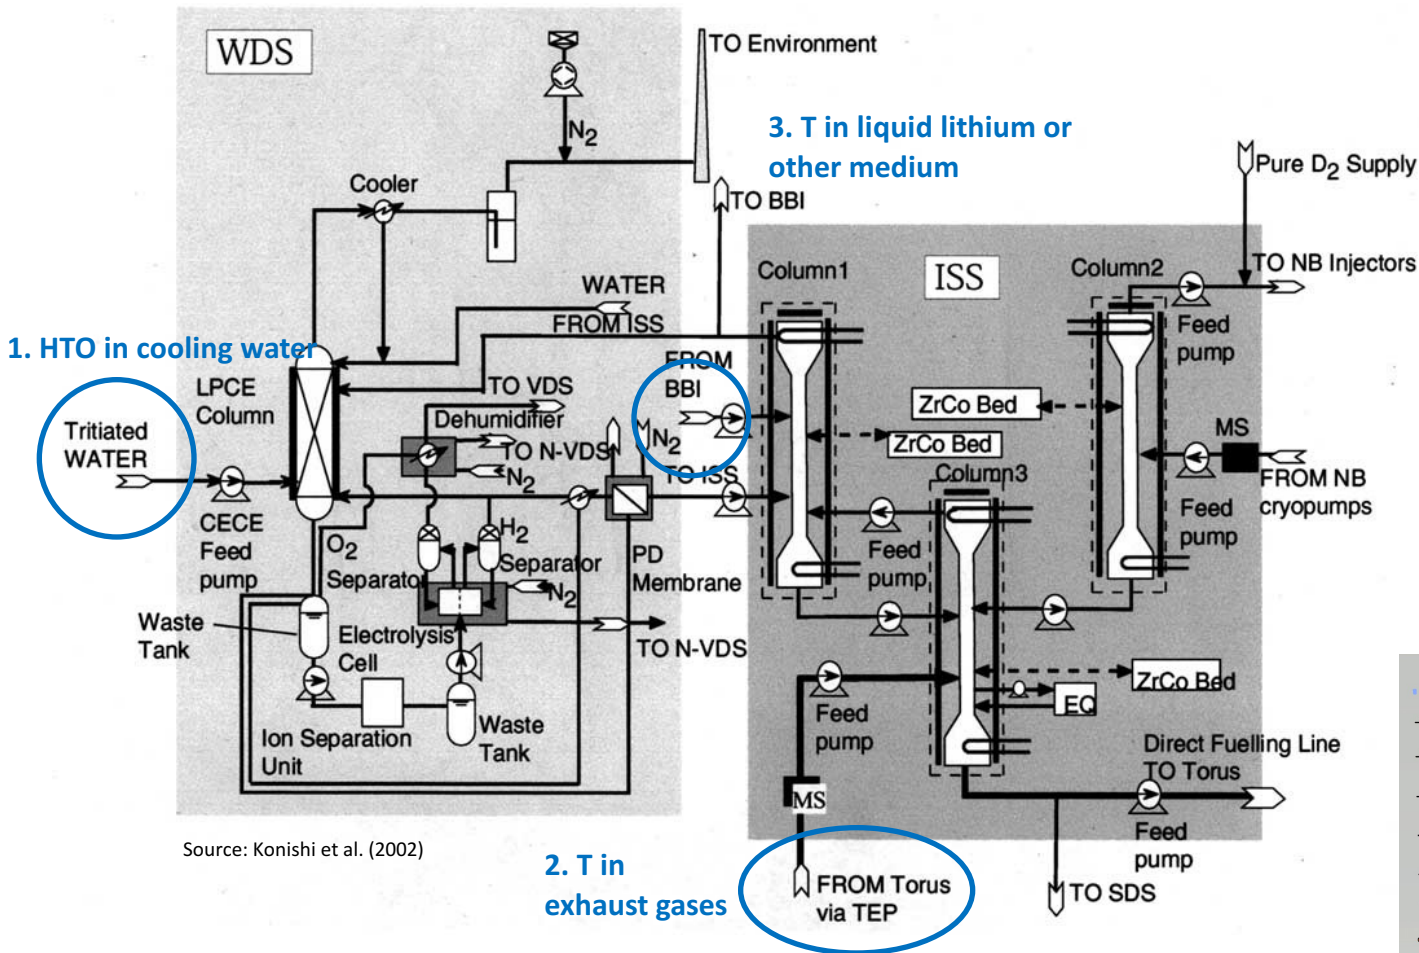 WDS
TO Environment
N2
3. T in liquid lithium or
other medium
Pure D2 Supply
Cooler
TO BBI
TO NB Injectors
Column1
ISS
Column2
WATER
FROM ISS
Feed
pump
1. HTO in cooling water
FROM
BBI
LPCE
Column
TO VDS
Dehumidifier
ZrCo Bed
ZrCo Bed
MS
Tritiated
WATER
TO N-VDS
N2
N2
TO ISS
Column3
FROM NB
cryopumps
CECE
Feed
pump
O2
Separator
H2
Separator
PD
Membrane
Feed
pump
Feed
pump
N2
Waste
Tank
Electrolysis
Cell
TO N-VDS
ZrCo Bed
EQ
Ion Separation
Unit
Waste
Tank
Feed
pump
Direct Fuelling Line
TO Torus
MS
Feed
pump
Source: Konishi et al. (2002)
2. T in
exhaust gases
FROM Torus
via TEP
TO SDS